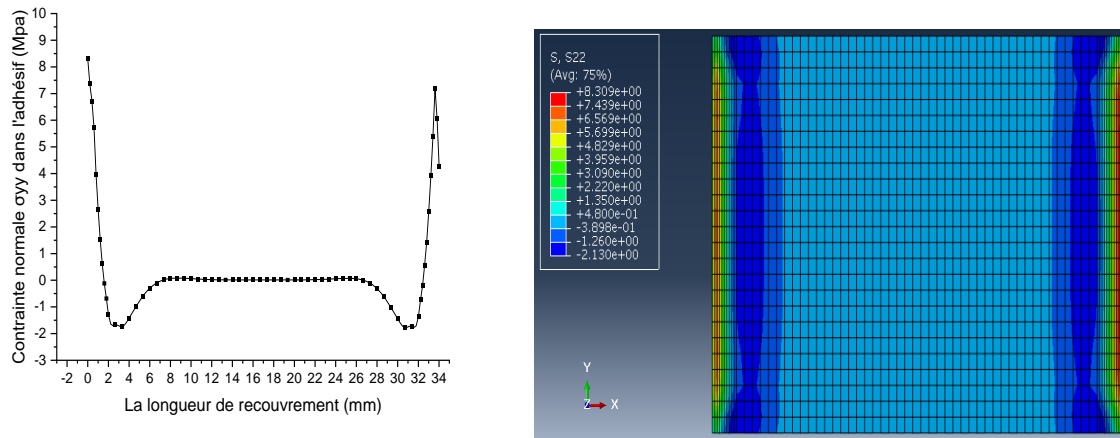 Contrainte normale σyy dans l'adhésif (Mpa)
10
9
8
7
6
5
4
3
2
1
0
-1
-2
-3
-2 0 2 4 6 8 10 12 14 16 18 20 22 24 26 28 30 32 34
La longueur de recouvrement (mm)
S, S22
(Avg: 75%)
+8.309e+00
+7.439e+00
+6.569e+00
+5.699e+00
+4.829e+00
+3.959e+00
+3.090e+00
+2.220e+00
+1.350e+00
+4.800e-01
-3.898e-01
-1.260e+00
-2.130e+00
Y
Z X